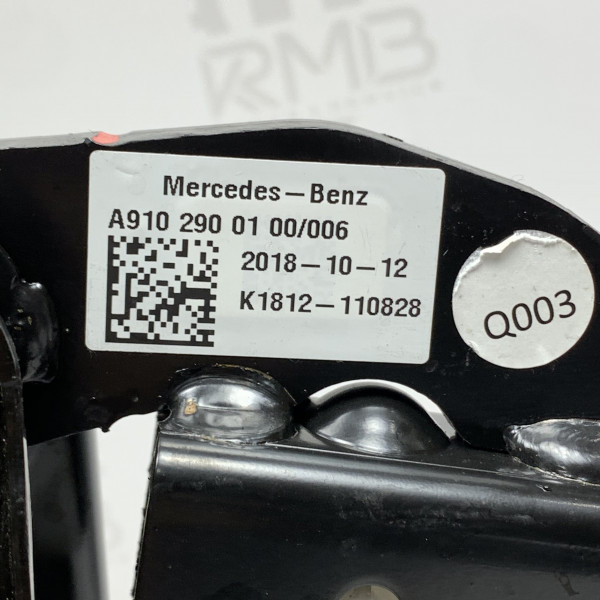 RMB
Mercedes–Benz
A910 290 01 00/006
2018–10–12
K1812–110828
Q003